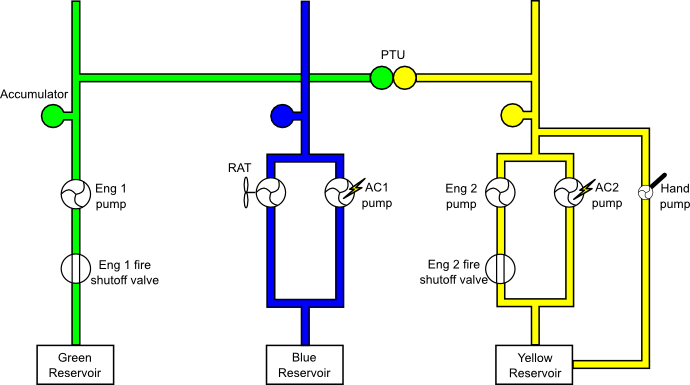 PTU
Accumulator
RAT
Eng 1
pump
AC1
pump
Eng 2
pump
AC2
pump
Hand
pump
Eng 1 fire
shutoff valve
Eng 2 fire
shutoff valve
Green
Reservoir
Blue
Reservoir
Yellow
Reservoir